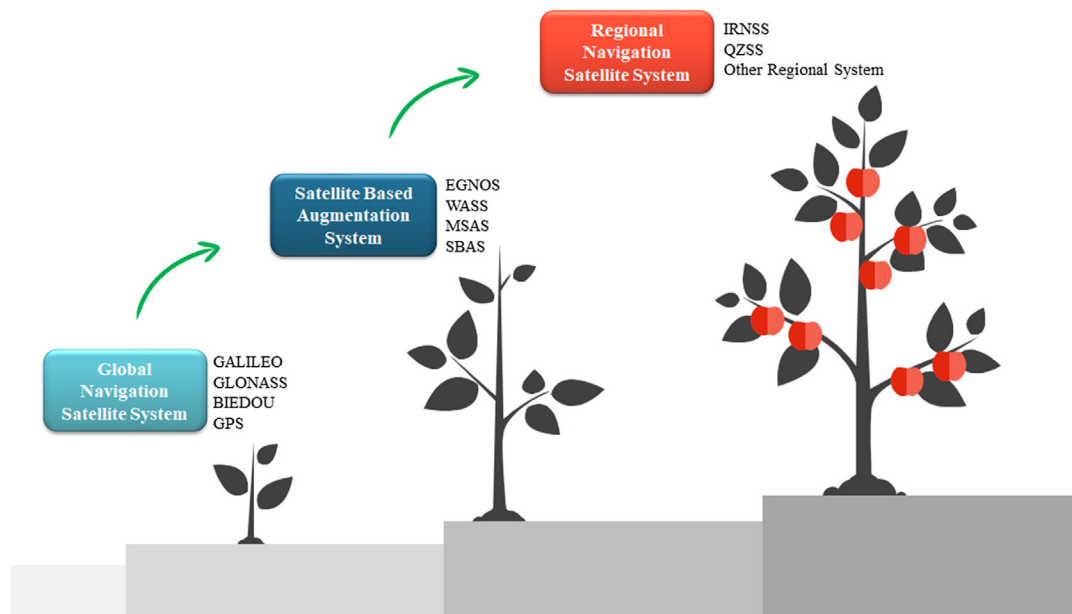 Regional
Navigation
Satellite System
IRNSS
QZSS
Other Regional System
Satellite Based
Augmentation
System
EGNOS
WASS
MSAS
SBAS
Global
Navigation
Satellite System
GALILEO
GLONASS
BIEDOU
GPS